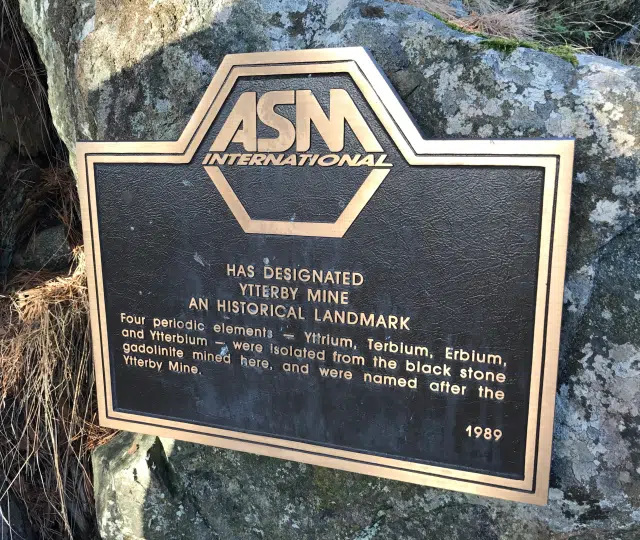 ASM
INTERNATIONAL
HAS DESIGNATED
YTTERBY MINE
AN HISTORICAL LANDMARK
Four periodic elements — Yttrium, Terbium, Erbium,
and Ytterbium — were isolated from the black stone
gadolinite mined here, and were named after the
Ytterby Mine.
1989